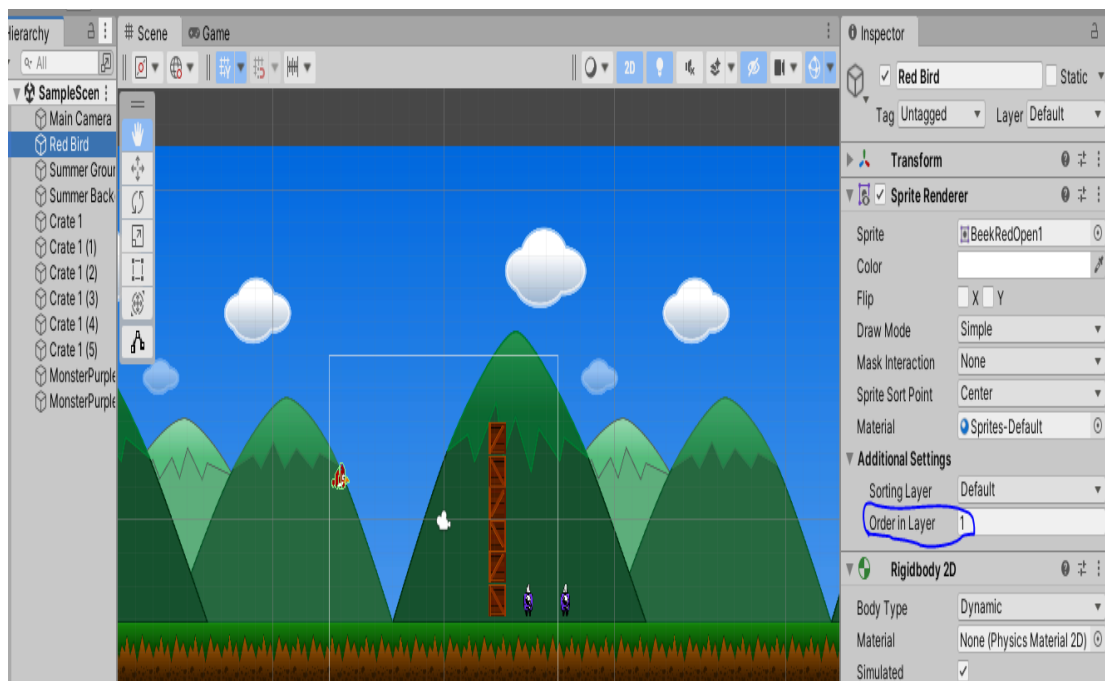 Hierarchy
All
SampleScen
Main Camera
Red Bird
Summer Groun
Summer Back
Crate 1
Crate 1 (1)
Crate 1 (2)
Crate 1 (3)
Crate 1 (4)
Crate 1 (5)
MonsterPurple
MonsterPurple
Scene
Game
2D
Inspector
Red Bird
Static
Tag Untagged Layer Default
Transform
Sprite Renderer
Sprite BeekRedOpen1
Color
Flip X Y
Draw Mode Simple
Mask Interaction None
Sprite Sort Point Center
Material Sprites-Default
Additional Settings
Sorting Layer Default
Order in Layer 1
Rigidbody 2D
Body Type Dynamic
Material None (Physics Material 2D)
Simulated